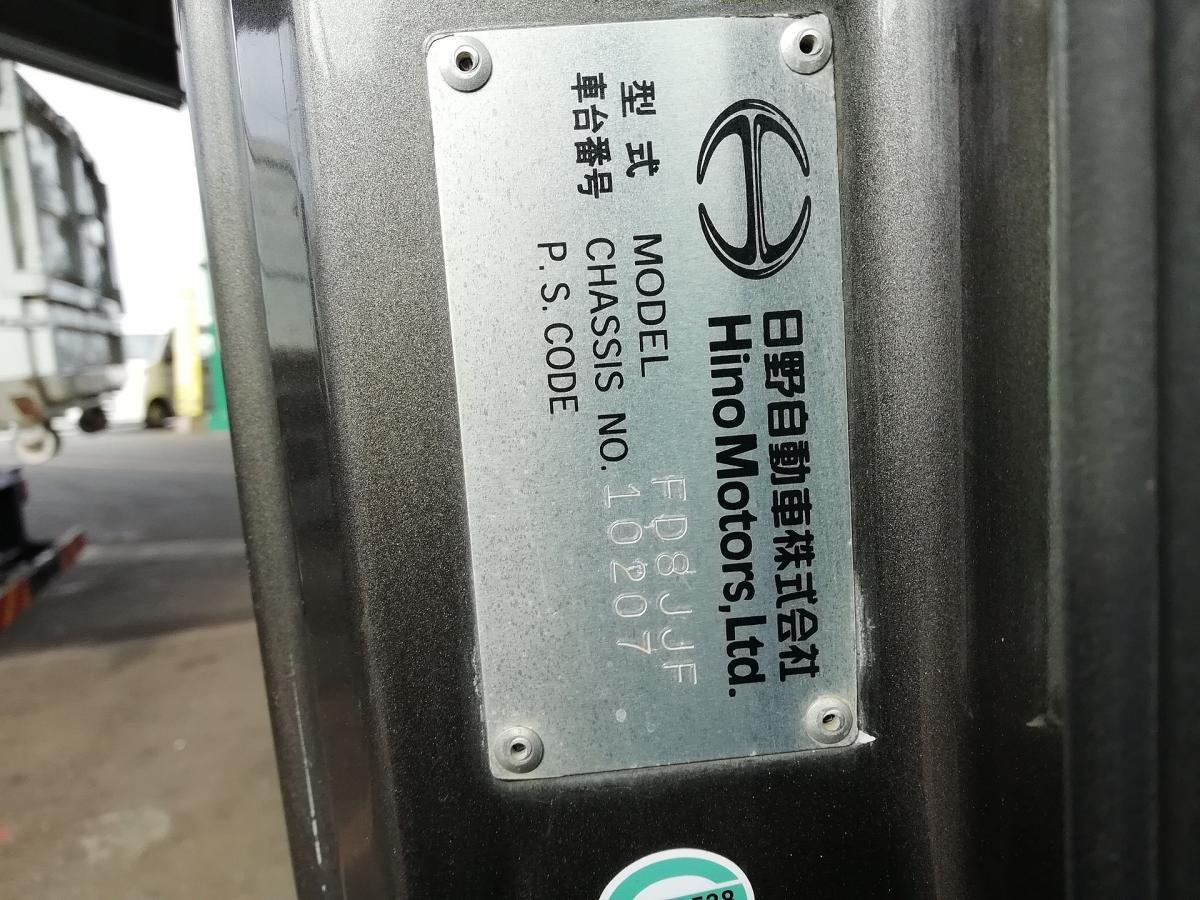 日野自動車株式会社
Hino Motors, Ltd.
型式 MODEL FD8JJF
車台番号 CHASSIS NO. 10207
P. S. CODE
528